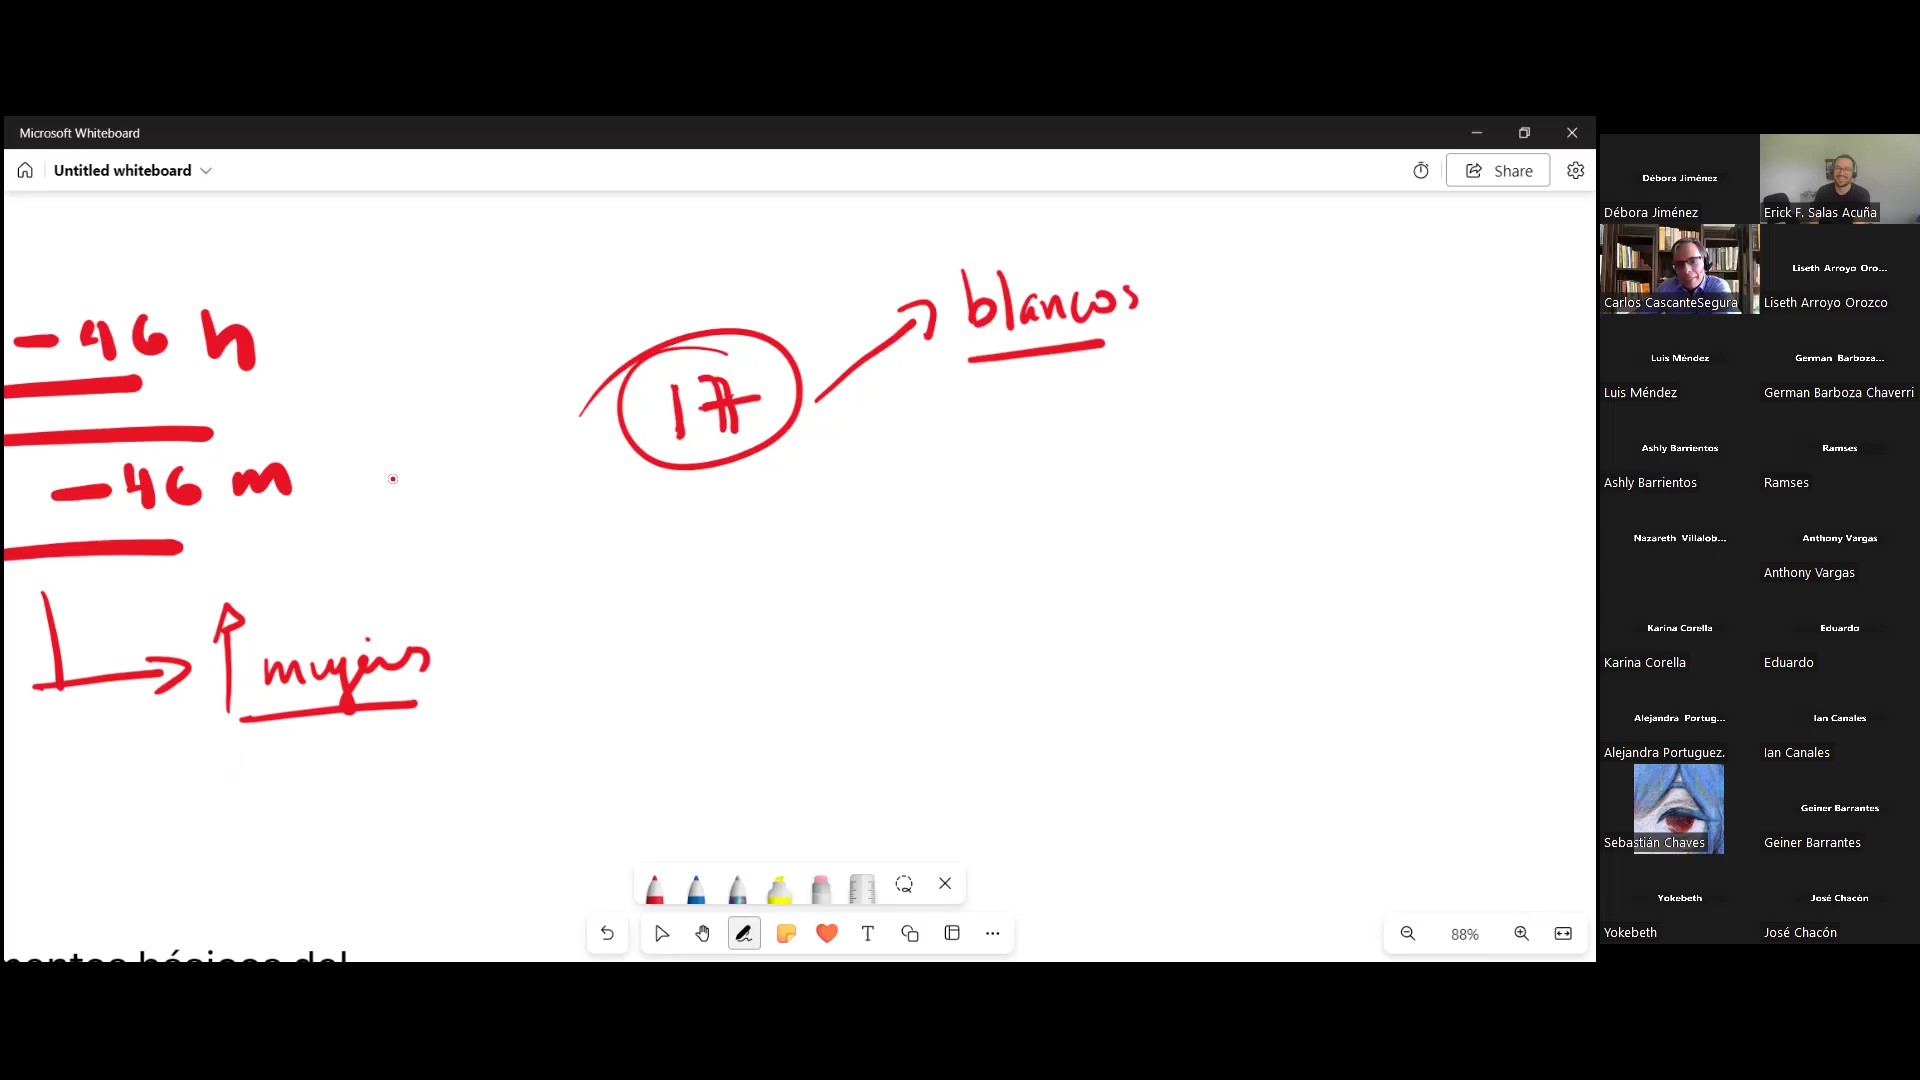 Microsoft Whiteboard
Untitled whiteboard
Share
- 46 h
- 46 m
mujeres
17
blancos
básicos del
88%
Débora Jiménez
Débora Jiménez
Erick F. Salas Acuña
Carlos CascanteSegura
Liseth Arroyo Oro...
Liseth Arroyo Orozco
Luis Méndez
Luis Méndez
German Barboza...
German Barboza Chaverri
Ashly Barrientos
Ashly Barrientos
Ramses
Ramses
Nazareth Villalob...
Anthony Vargas
Anthony Vargas
Karina Corella
Karina Corella
Eduardo
Eduardo
Alejandra Portug...
Alejandra Portuguez.
Ian Canales
Ian Canales
Sebastián Chaves
Geiner Barrantes
Geiner Barrantes
Yokebeth
Yokebeth
José Chacón
José Chacón